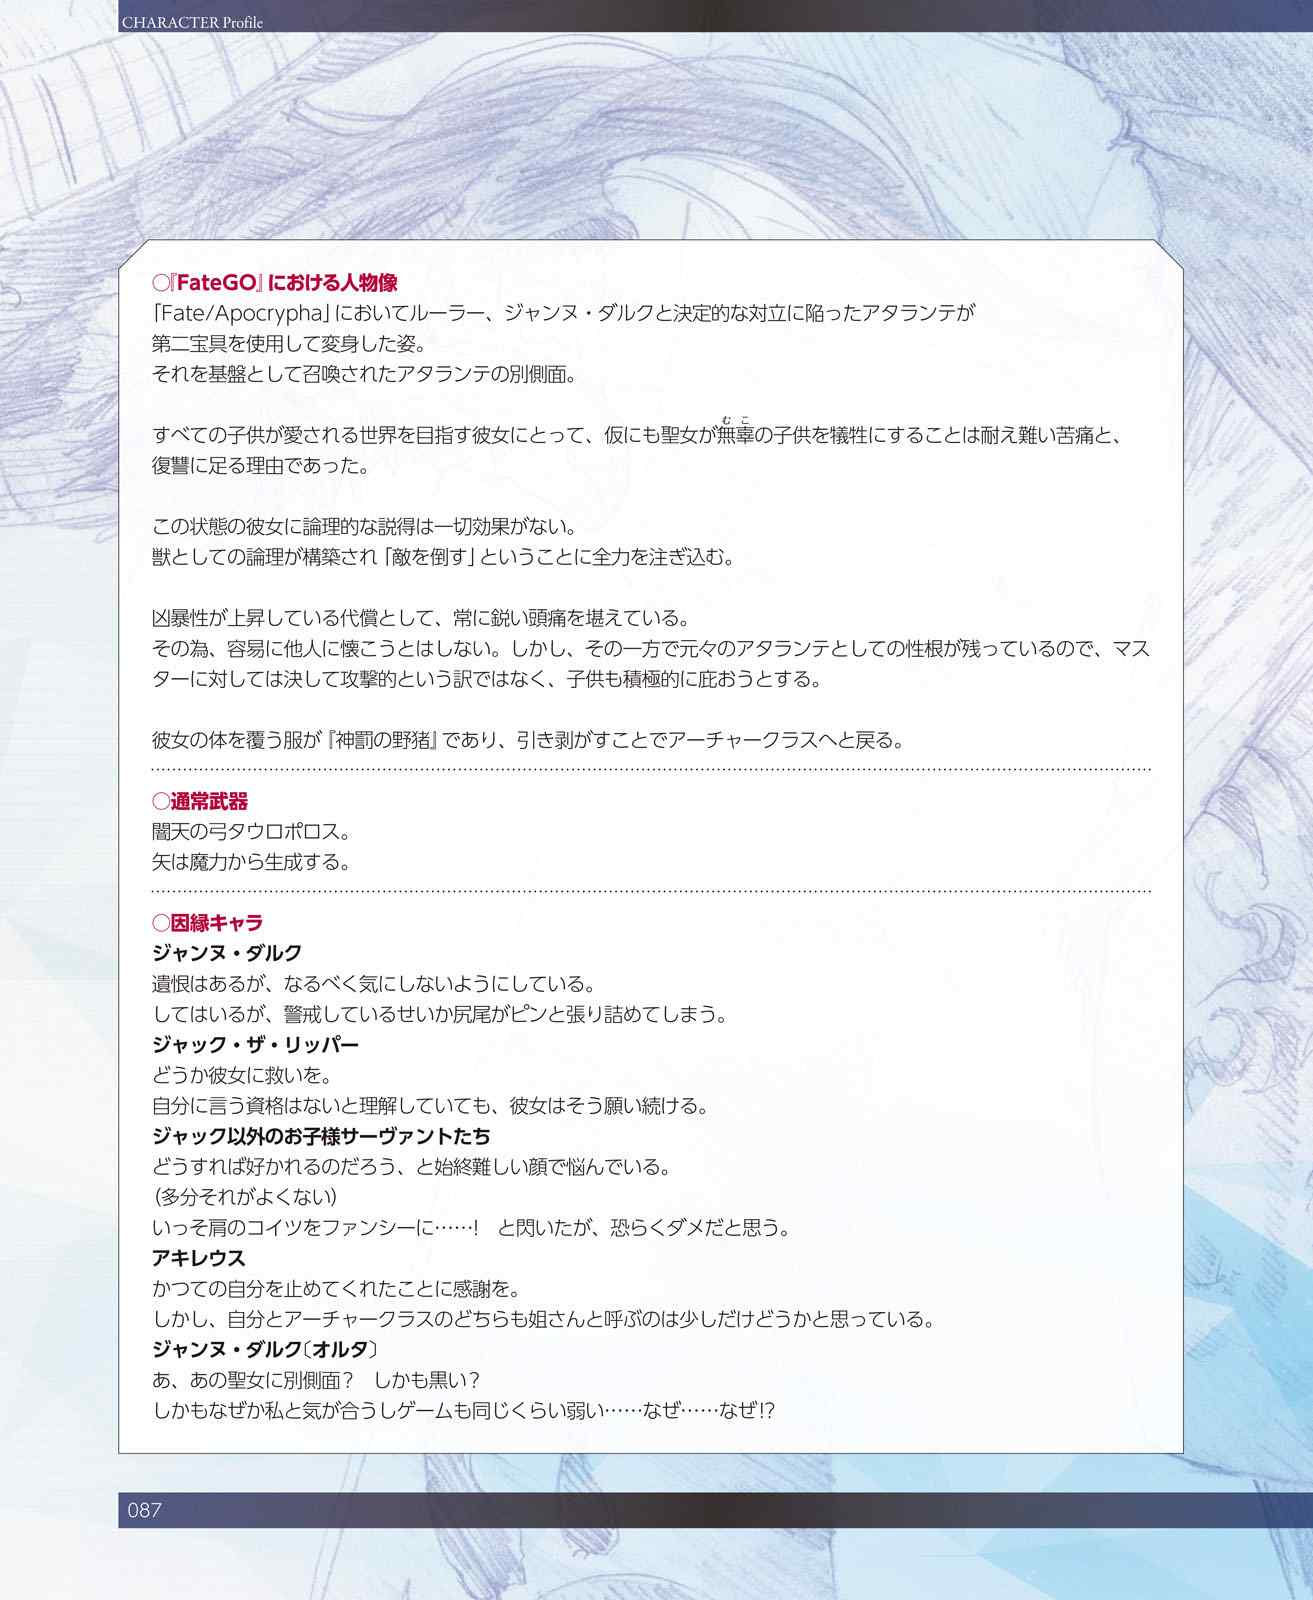 CHARACTER Profile
○『FateGO』における人物像
「Fate/Apocrypha」においてルーラー、ジャンヌ・ダルクと決定的な対立に陥ったアタランテが
第二宝具を使用して変身した姿。
それを基盤として召喚されたアタランテの別側面。
むこ
すべての子供が愛される世界を目指す彼女にとって、仮にも聖女が無辜の子供を犠牲にすることは耐え難い苦痛と、
復讐に足る理由であった。
この状態の彼女に論理的な説得は一切効果がない。
獣としての論理が構築され「敵を倒す」ということに全力を注ぎ込む。
凶暴性が上昇している代償として、常に鋭い頭痛を堪えている。
その為、容易に他人に懐こうとはしない。しかし、その一方で元々のアタランテとしての性根が残っているので、マス
ターに対しては決して攻撃的という訳ではなく、子供も積極的に庇おうとする。
彼女の体を覆う服が『神罰の野猪』であり、引き剥がすことでアーチャークラスへと戻る。
○通常武器
闇天の弓タウロポロス。
矢は魔力から生成する。
○因縁キャラ
ジャンヌ・ダルク
遺恨はあるが、なるべく気にしないようにしている。
してはいるが、警戒しているせいか尻尾がピンと張り詰めてしまう。
ジャック・ザ・リッパー
どうか彼女に救いを。
自分に言う資格はないと理解していても、彼女はそう願い続ける。
ジャック以外のお子様サーヴァントたち
どうすれば好かれるのだろう、と始終難しい顔で悩んでいる。
(多分それがよくない)
いっそ肩のコイツをファンシーに……!　と閃いたが、恐らくダメだと思う。
アキレウス
かつての自分を止めてくれたことに感謝を。
しかし、自分とアーチャークラスのどちらも姐さんと呼ぶのは少しだけどうかと思っている。
ジャンヌ・ダルク〔オルタ〕
あ、あの聖女に別側面？　しかも黒い？
しかもなぜか私と気が合うしゲームも同じくらい弱い……なぜ……なぜ!?
087